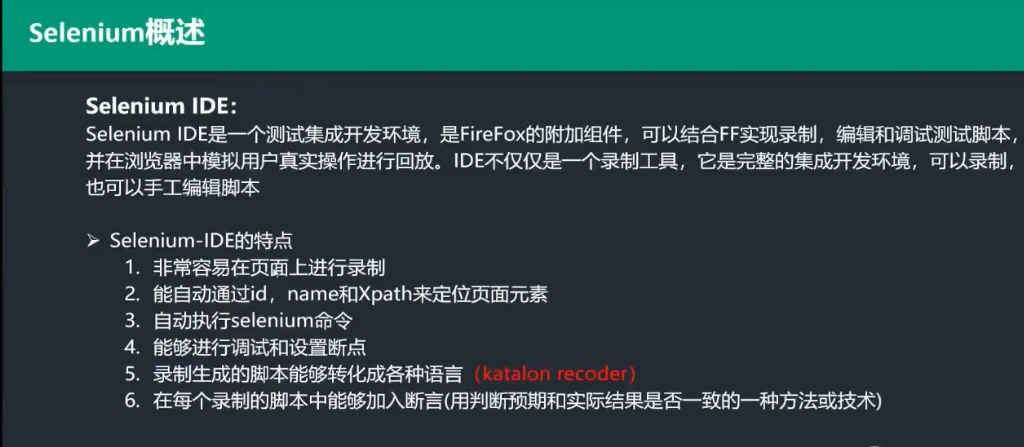 Selenium概述
Selenium IDE：
Selenium IDE是一个测试集成开发环境，是FireFox的附加组件，可以结合FF实现录制，编辑和调试测试脚本，
并在浏览器中模拟用户真实操作进行回放。IDE不仅仅是一个录制工具，它是完整的集成开发环境，可以录制，
也可以手工编辑脚本
➢ Selenium-IDE的特点
1. 非常容易在页面上进行录制
2. 能自动通过id，name和Xpath来定位页面元素
3. 自动执行selenium命令
4. 能够进行调试和设置断点
5. 录制生成的脚本能够转化成各种语言（katalon recoder）
6. 在每个录制的脚本中能够加入断言(用判断预期和实际结果是否一致的一种方法或技术)